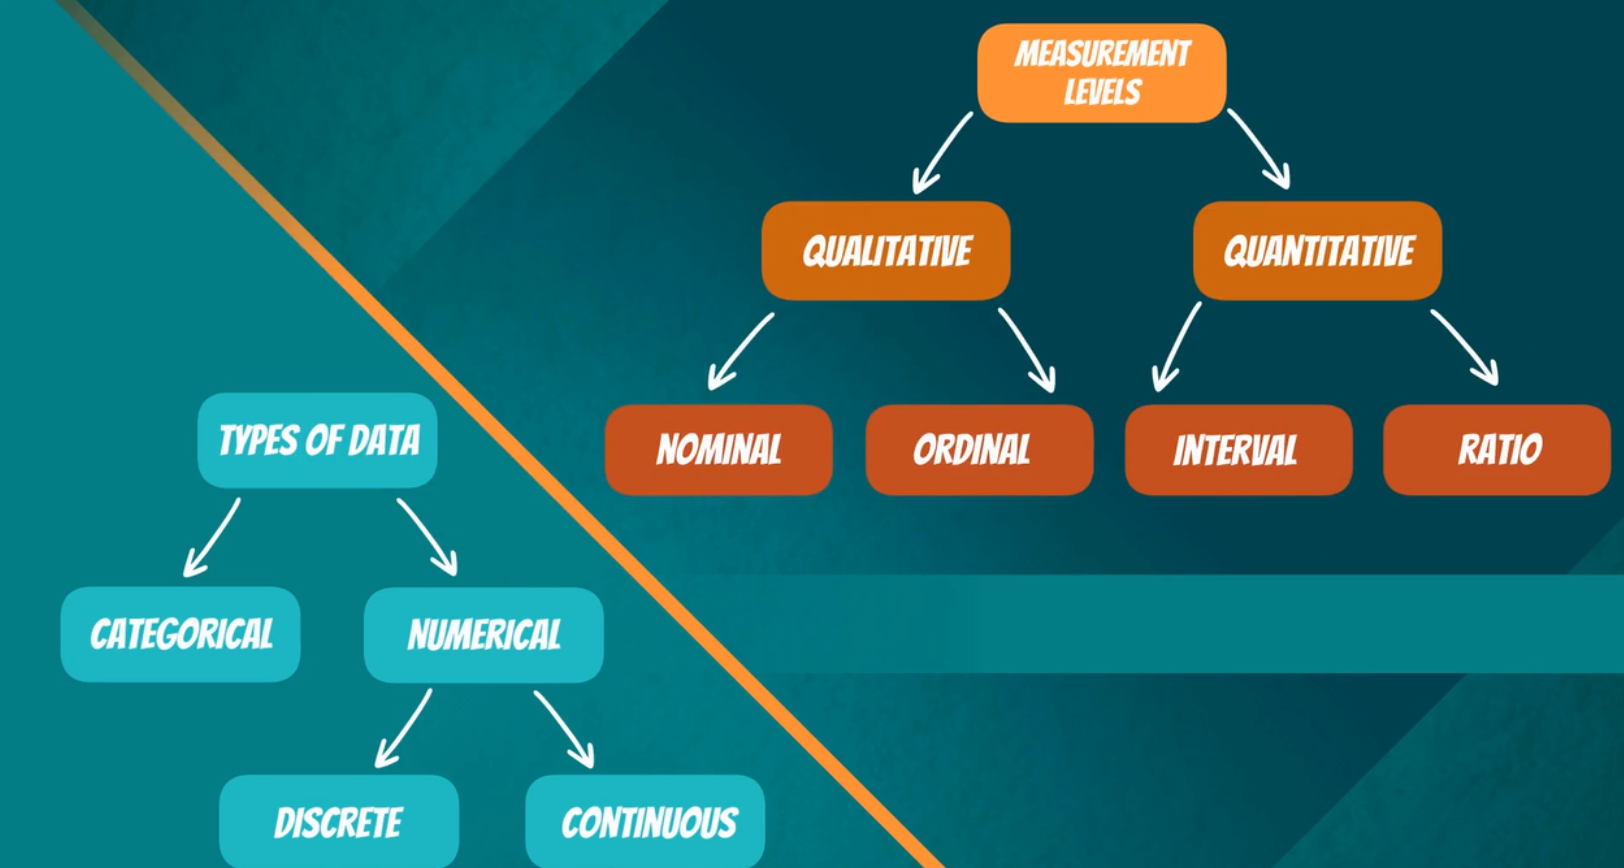 MEASUREMENT
LEVELS
QUALITATIVE
QUANTITATIVE
NOMINAL
ORDINAL
INTERVAL
RATIO
TYPES OF DATA
CATEGORICAL
NUMERICAL
DISCRETE
CONTINUOUS